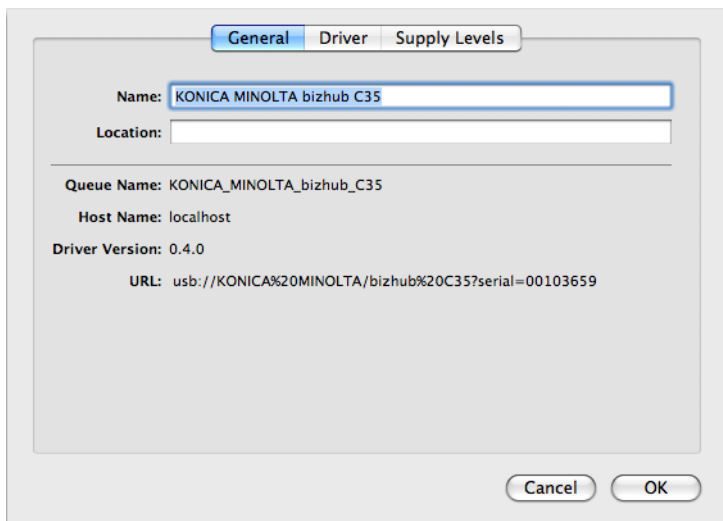 General Driver Supply Levels
Name: KONICA MINOLTA bizhub C35
Location:
Queue Name: KONICA_MINOLTA_bizhub_C35
Host Name: localhost
Driver Version: 0.4.0
URL: usb://KONICA%20MINOLTA/bizhub%20C35?serial=00103659
Cancel OK